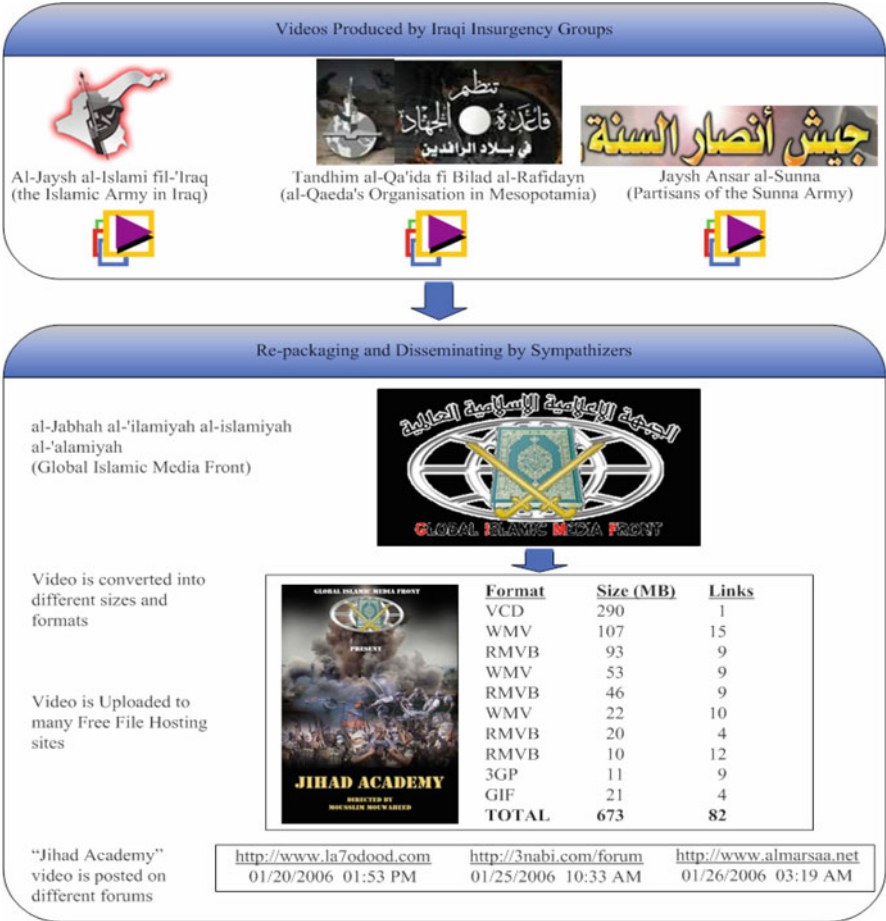 Videos Produced by Iraqi Insurgency Groups
تنظيم
قاعدة الجهاد
في بلاد الرافدين
جيش أنصار السنة
Al-Jaysh al-Islami fil-'Iraq
(the Islamic Army in Iraq)
Tandhim al-Qa'ida fi Bilad al-Rafidayn
(al-Qaeda's Organisation in Mesopotamia)
Jaysh Ansar al-Sunna
(Partisans of the Sunna Army)
Re-packaging and Disseminating by Sympathizers
al-Jabhah al-'ilamiyah al-islamiyah
al-'alamiyah
(Global Islamic Media Front)
الجبهة الإعلامية الإسلامية العالمية
GLOBAL ISLAMIC MEDIA FRONT
Video is converted into
different sizes and
formats
Video is Uploaded to
many Free File Hosting
sites
GLOBAL ISLAMIC MEDIA FRONT
PRESENT
JIHAD ACADEMY
DIRECTED BY
MOUSSLIM MOUWAHEED
Format Size (MB) Links
VCD 290 1
WMV 107 15
RMVB 93 9
WMV 53 9
RMVB 46 9
WMV 22 10
RMVB 20 4
RMVB 10 12
3GP 11 9
GIF 21 4
TOTAL 673 82
“Jihad Academy”
video is posted on
different forums
http://www.la7odood.com
01/20/2006 01:53 PM
http://3nabi.com/forum
01/25/2006 10:33 AM
http://www.almarsaa.net
01/26/2006 03:19 AM